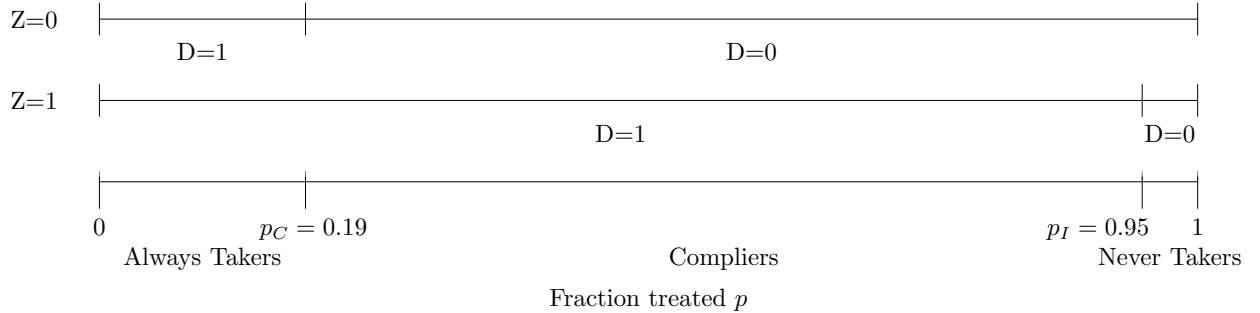 Z=0
D=1 D=0
Z=1
D=1 D=0
0 p_C = 0.19 p_I = 0.95 1
Always Takers Compliers Never Takers
Fraction treated p